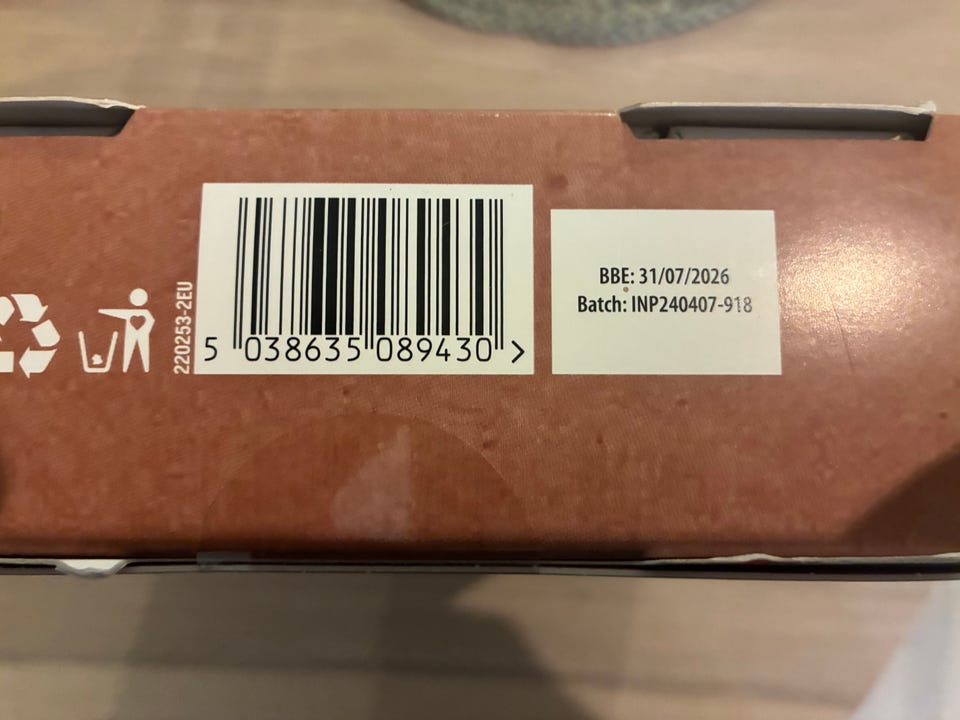 220253-2EU
5 038635 089430 >
BBE: 31/07/2026
Batch: INP240407-918